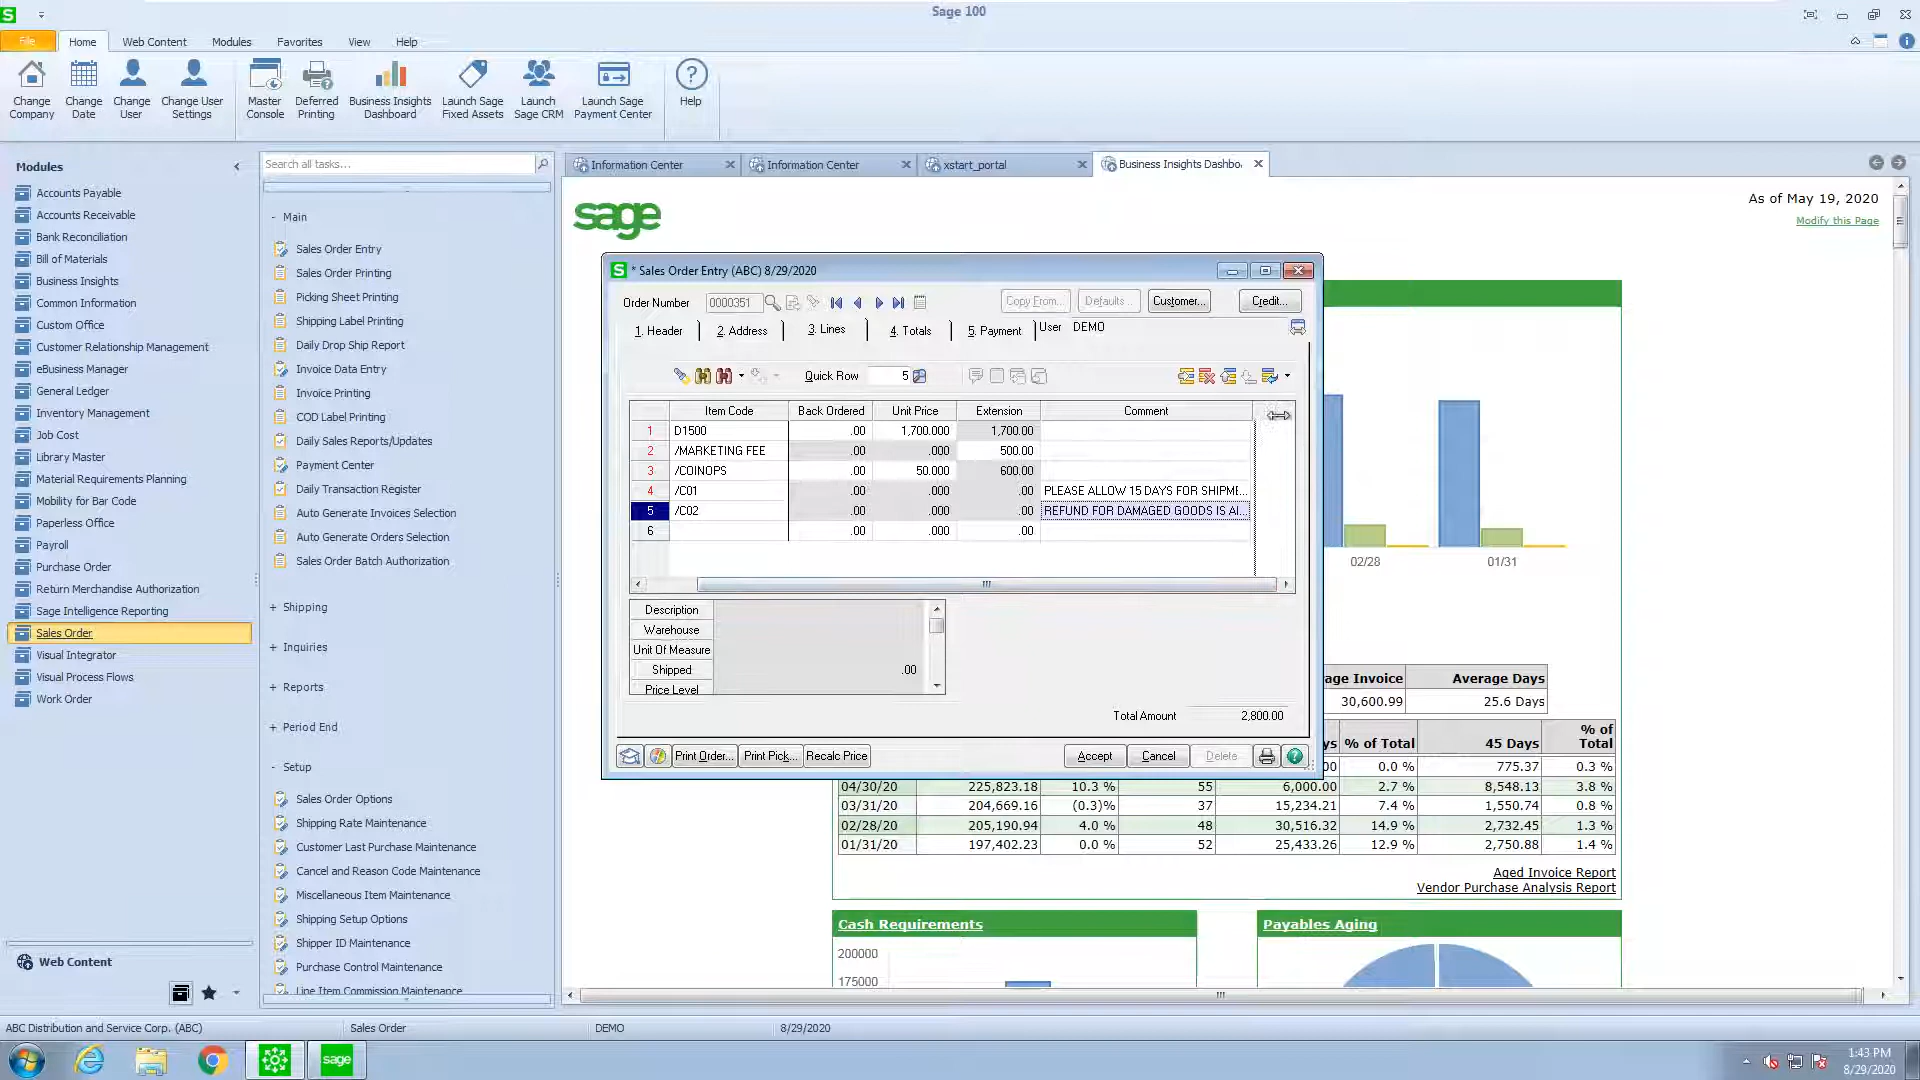 Sage 100
File Home Web Content Modules Favorites View Help
Change Company
Change Date
Change User
Change User Settings
Master Console
Deferred Printing
Business Insights Dashboard
Launch Sage Fixed Assets
Launch Sage CRM
Launch Sage Payment Center
Help
Modules
Accounts Payable
Accounts Receivable
Bank Reconciliation
Bill of Materials
Business Insights
Common Information
Custom Office
Customer Relationship Management
eBusiness Manager
General Ledger
Inventory Management
Job Cost
Library Master
Material Requirements Planning
Mobility for Bar Code
Paperless Office
Payroll
Purchase Order
Return Merchandise Authorization
Sage Intelligence Reporting
Sales Order
Visual Integrator
Visual Process Flows
Work Order
Web Content
Search all tasks...
- Main
Sales Order Entry
Sales Order Printing
Picking Sheet Printing
Shipping Label Printing
Daily Drop Ship Report
Invoice Data Entry
Invoice Printing
COD Label Printing
Daily Sales Reports/Updates
Payment Center
Daily Transaction Register
Auto Generate Invoices Selection
Auto Generate Orders Selection
Sales Order Batch Authorization
+ Shipping
+ Inquiries
+ Reports
+ Period End
- Setup
Sales Order Options
Shipping Rate Maintenance
Customer Last Purchase Maintenance
Cancel and Reason Code Maintenance
Miscellaneous Item Maintenance
Shipping Setup Options
Shipper ID Maintenance
Purchase Control Maintenance
Line Item Commission Maintenance
Information Center
Information Center
xstart_portal
Business Insights Dashbo
sage
As of May 19, 2020
Modify this Page
S * Sales Order Entry (ABC) 8/29/2020
Order Number 0000351 Copy From... Defaults... Customer... Credit...
1. Header 2. Address 3. Lines 4. Totals 5. Payment User DEMO
Quick Row 5
Item Code Back Ordered Unit Price Extension Comment
1 D1500 .00 1,700.000 1,700.00
2 /MARKETING FEE .00 .000 500.00
3 /COINOPS .00 50.000 600.00
4 /C01 .00 .000 .00 PLEASE ALLOW 15 DAYS FOR SHIPME...
5 /C02 .00 .000 .00 REFUND FOR DAMAGED GOODS IS AI...
6 .00 .000 .00
Description
Warehouse
Unit Of Measure
Shipped .00
Price Level
Total Amount 2,800.00
Print Order... Print Pick... Recalc Price Accept Cancel Delete
02/28 01/31
age Invoice Average Days
30,600.99 25.6 Days
ys % of Total 45 Days % of Total
00 0.0 % 775.37 0.3 %
04/30/20 225,823.18 10.3 % 55 6,000.00 2.7 % 8,548.13 3.8 %
03/31/20 204,669.16 (0.3)% 37 15,234.21 7.4 % 1,550.74 0.8 %
02/28/20 205,190.94 4.0 % 48 30,516.32 14.9 % 2,732.45 1.3 %
01/31/20 197,402.23 0.0 % 52 25,433.26 12.9 % 2,750.88 1.4 %
Aged Invoice Report
Vendor Purchase Analysis Report
Cash Requirements
200000
175000
Payables Aging
ABC Distribution and Service Corp. (ABC) Sales Order DEMO 8/29/2020
sage
1:43 PM
8/29/2020